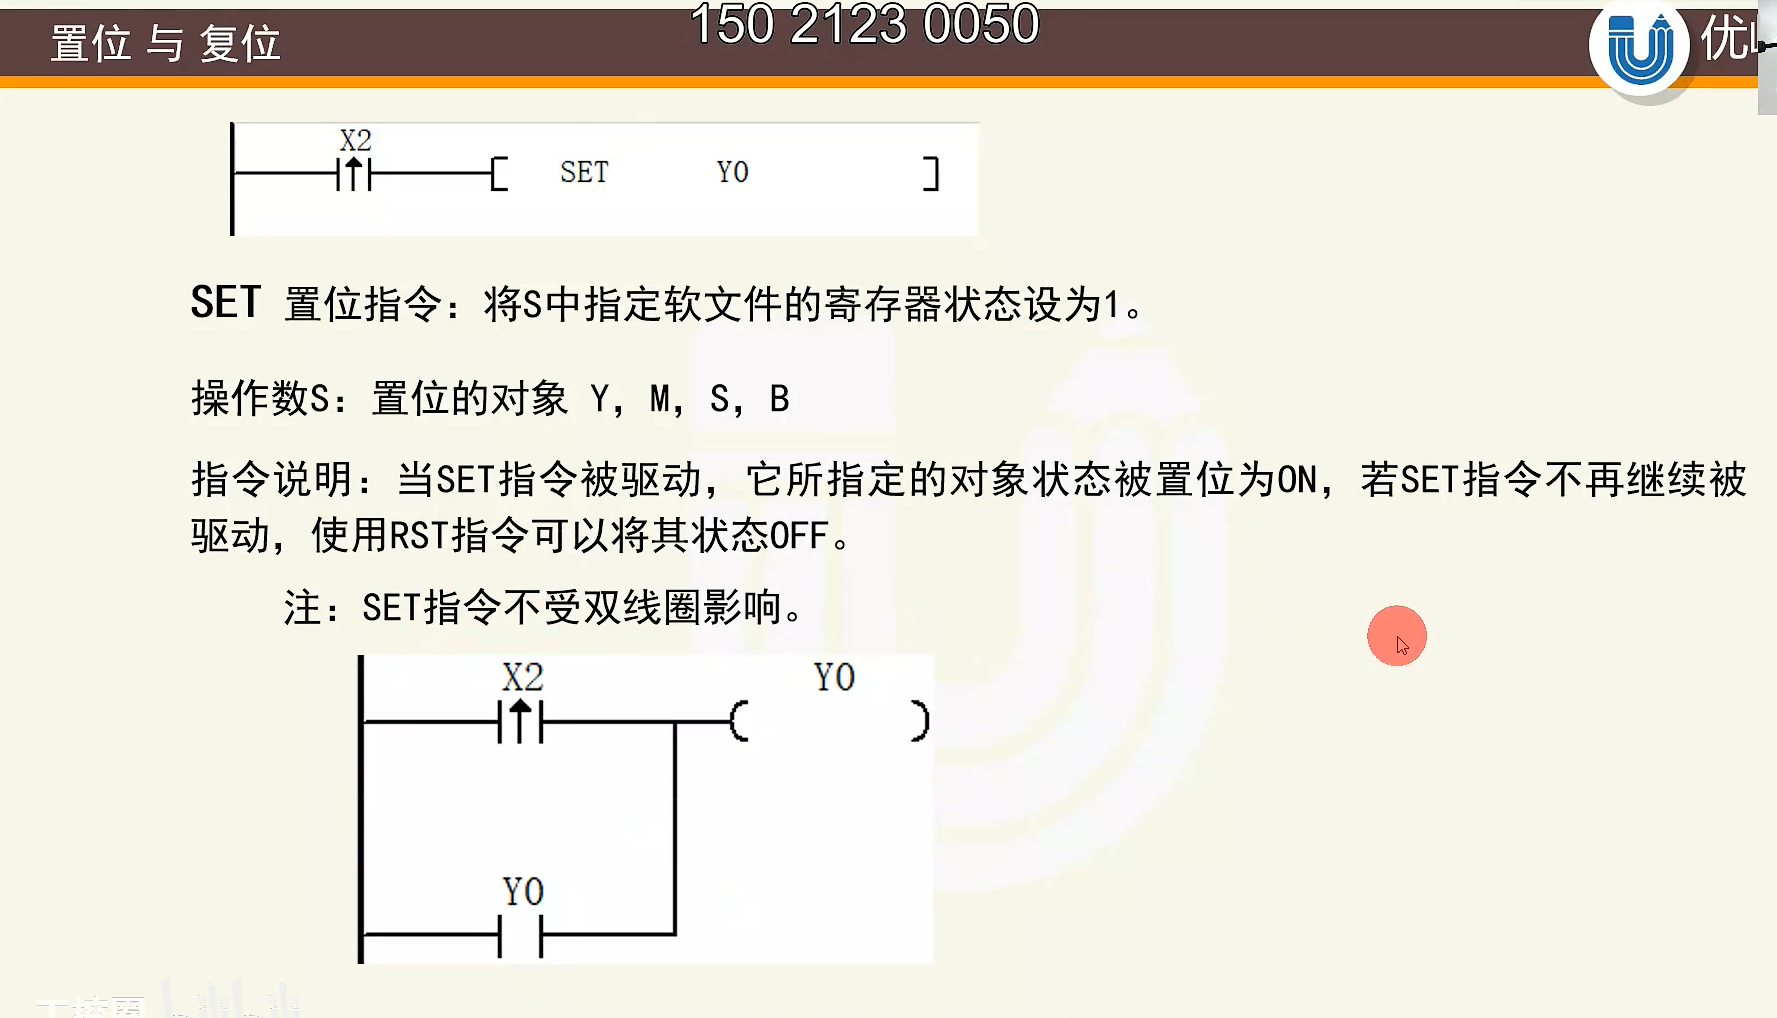 150 2123 0050
置位 与 复位
优
X2
SET Y0
SET 置位指令：将S中指定软文件的寄存器状态设为1。
操作数S：置位的对象 Y，M，S，B
指令说明：当SET指令被驱动，它所指定的对象状态被置位为ON，若SET指令不再继续被
驱动，使用RST指令可以将其状态OFF。
注：SET指令不受双线圈影响。
X2 Y0
Y0